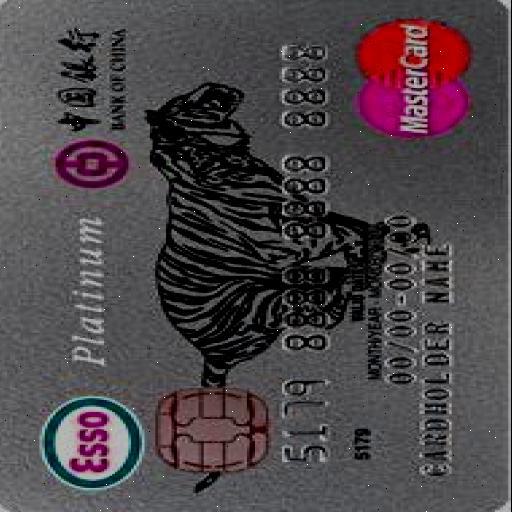 Esso
Platinum
中国银行
BANK OF CHINA
5179 8888 8888 8888
5179
MONTH/YEAR
00/00-00/00
CARDHOLDER NAME
MasterCard